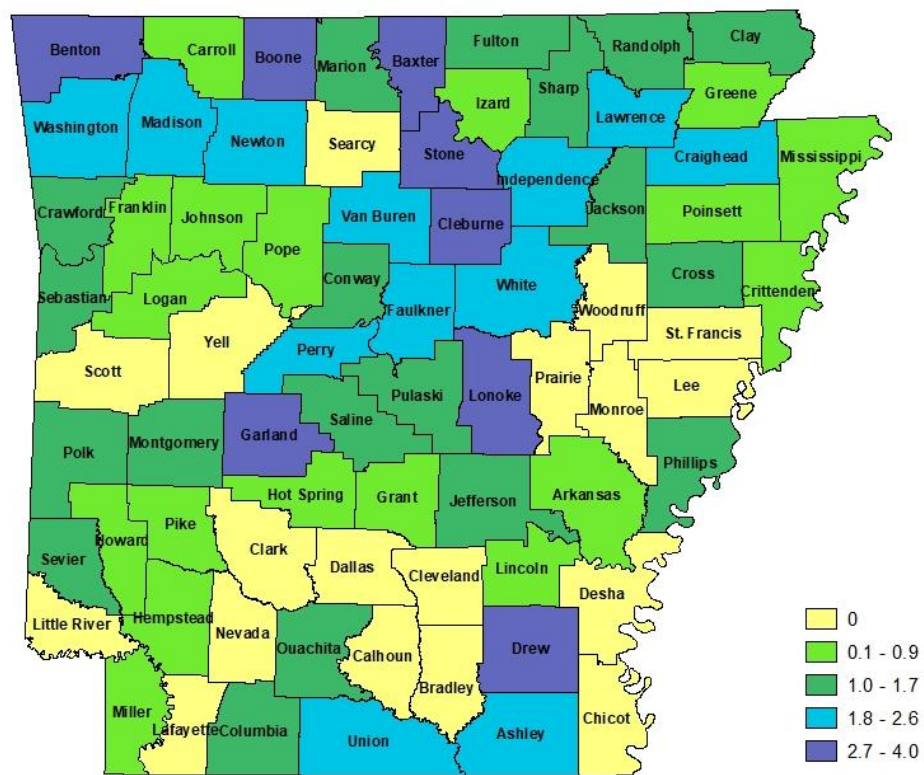 Benton
Carroll
Boone
Marion
Baxter
Fulton
Randolph
Clay
Izard
Sharp
Greene
Washington
Madison
Newton
Searcy
Stone
Lawrence
Independence
Craighead
Mississippi
Crawford
Franklin
Johnson
Pope
Van Buren
Cleburne
Jackson
Poinsett
Sebastian
Logan
Conway
Faulkner
White
Woodruff
Cross
Crittenden
Scott
Yell
Perry
Pulaski
Lonoke
Prairie
Monroe
St. Francis
Lee
Polk
Montgomery
Garland
Saline
Phillips
Hot Spring
Grant
Jefferson
Arkansas
Sevier
Howard
Pike
Clark
Dallas
Cleveland
Lincoln
Desha
Little River
Hempstead
Nevada
Ouachita
Calhoun
Bradley
Drew
Miller
Lafayette
Columbia
Union
Ashley
Chicot
0
0.1 - 0.9
1.0 - 1.7
1.8 - 2.6
2.7 - 4.0